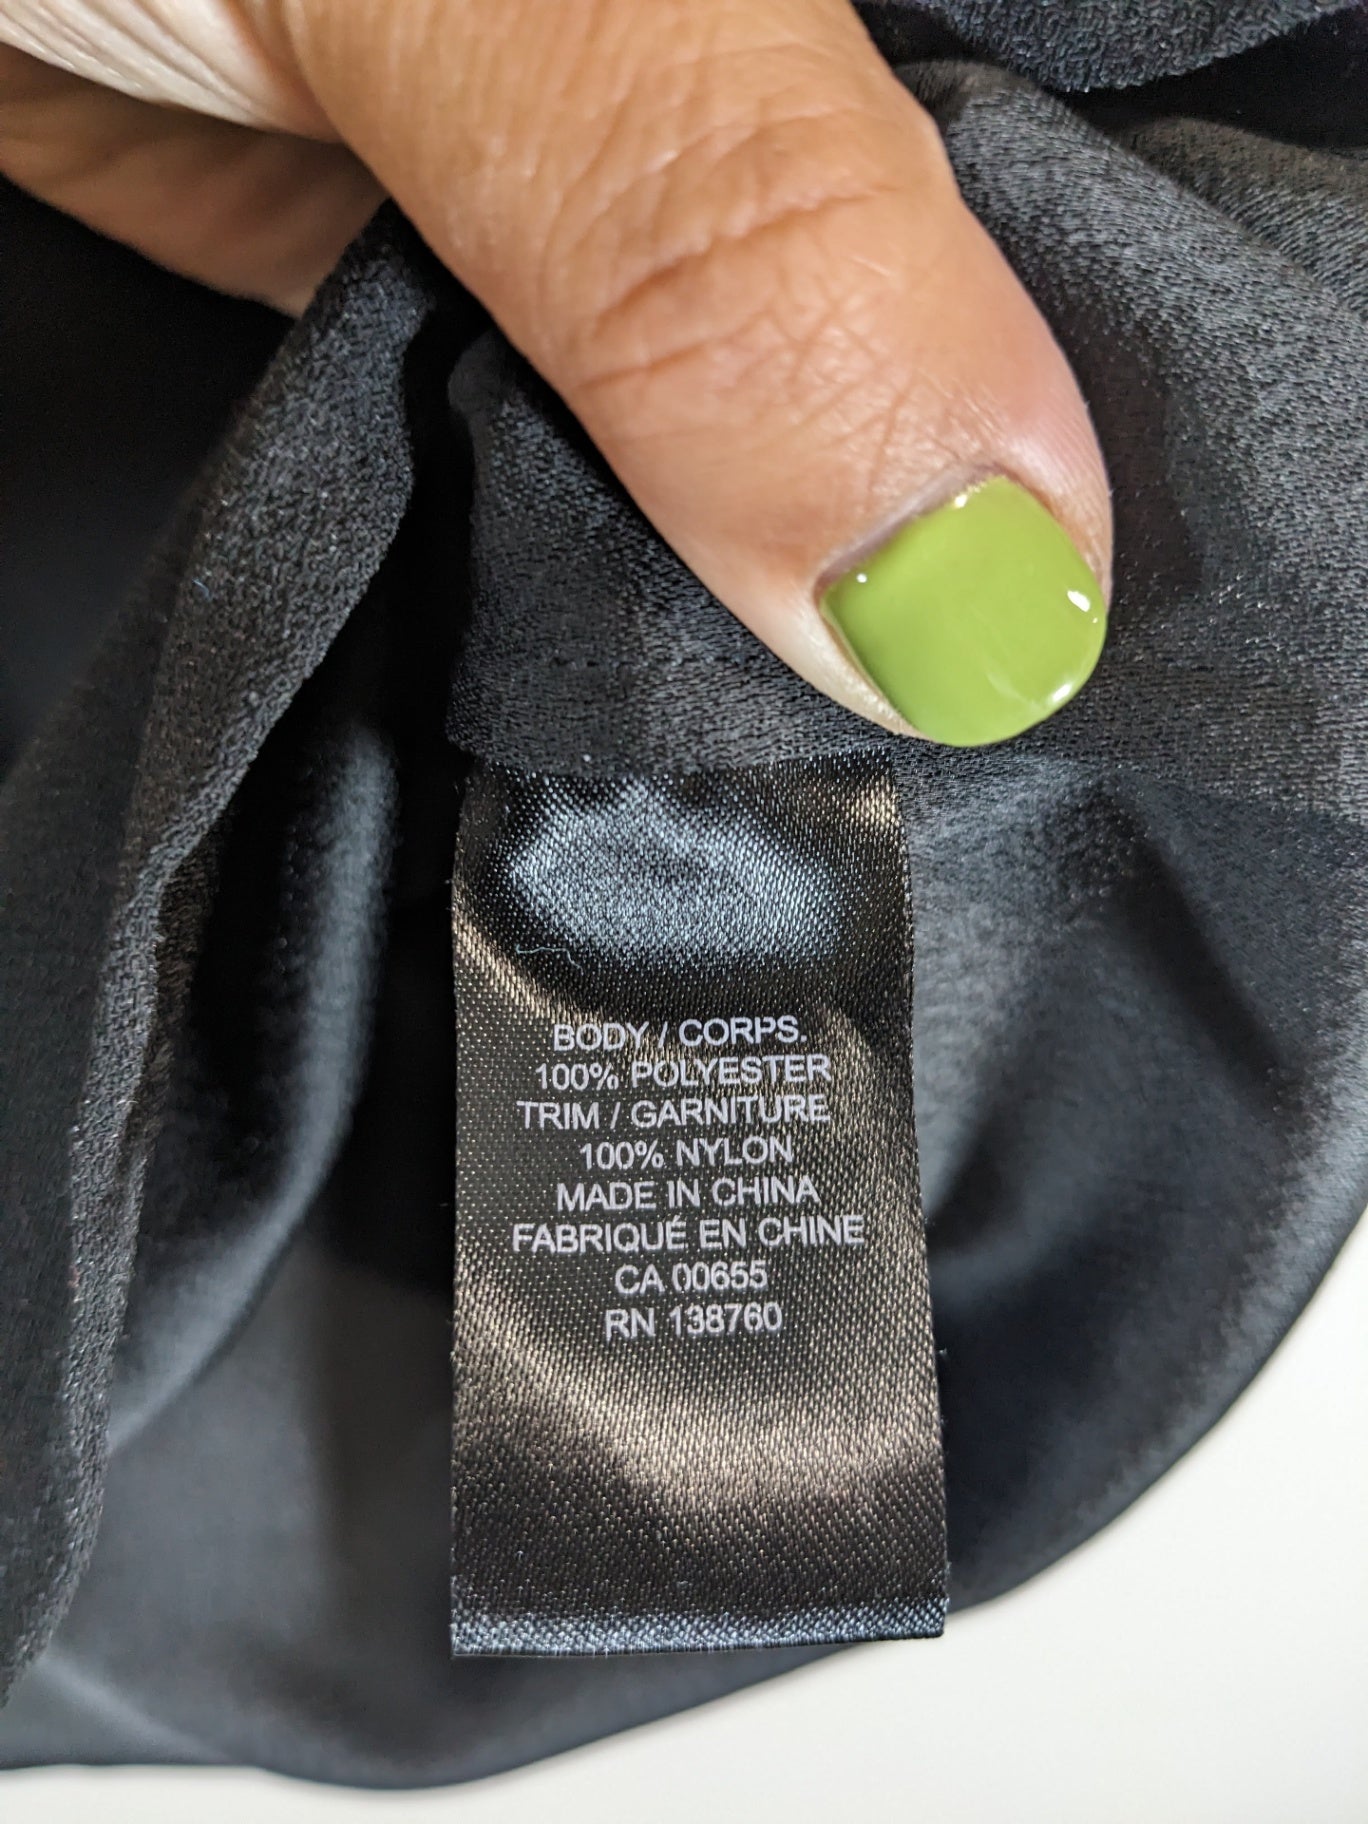 BODY / CORPS.
100% POLYESTER
TRIM / GARNITURE
100% NYLON
MADE IN CHINA
FABRIQUÉ EN CHINE
CA 00655
RN 138760